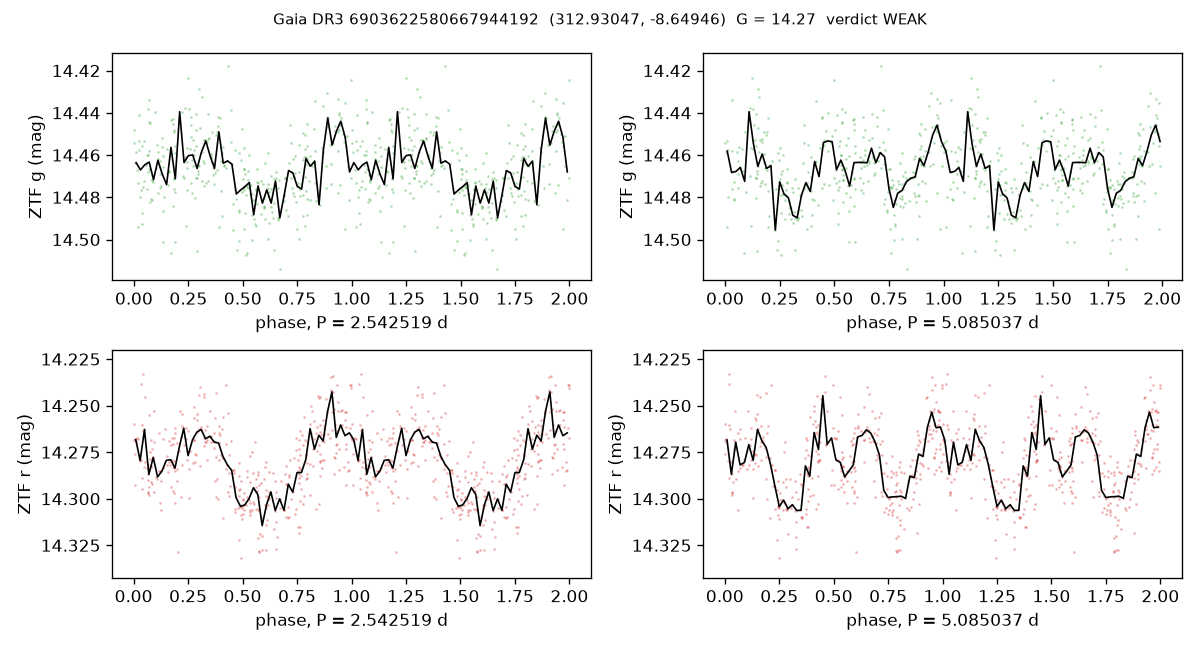 Gaia DR3 6903622580667944192 (312.93047, -8.64946) G = 14.27 verdict WEAK
ZTF g (mag)
14.42
14.44
14.46
14.48
14.50
0.00 0.25 0.50 0.75 1.00 1.25 1.50 1.75 2.00
phase, P = 2.542519 d
ZTF g (mag)
14.42
14.44
14.46
14.48
14.50
0.00 0.25 0.50 0.75 1.00 1.25 1.50 1.75 2.00
phase, P = 5.085037 d
ZTF r (mag)
14.225
14.250
14.275
14.300
14.325
0.00 0.25 0.50 0.75 1.00 1.25 1.50 1.75 2.00
phase, P = 2.542519 d
ZTF r (mag)
14.225
14.250
14.275
14.300
14.325
0.00 0.25 0.50 0.75 1.00 1.25 1.50 1.75 2.00
phase, P = 5.085037 d